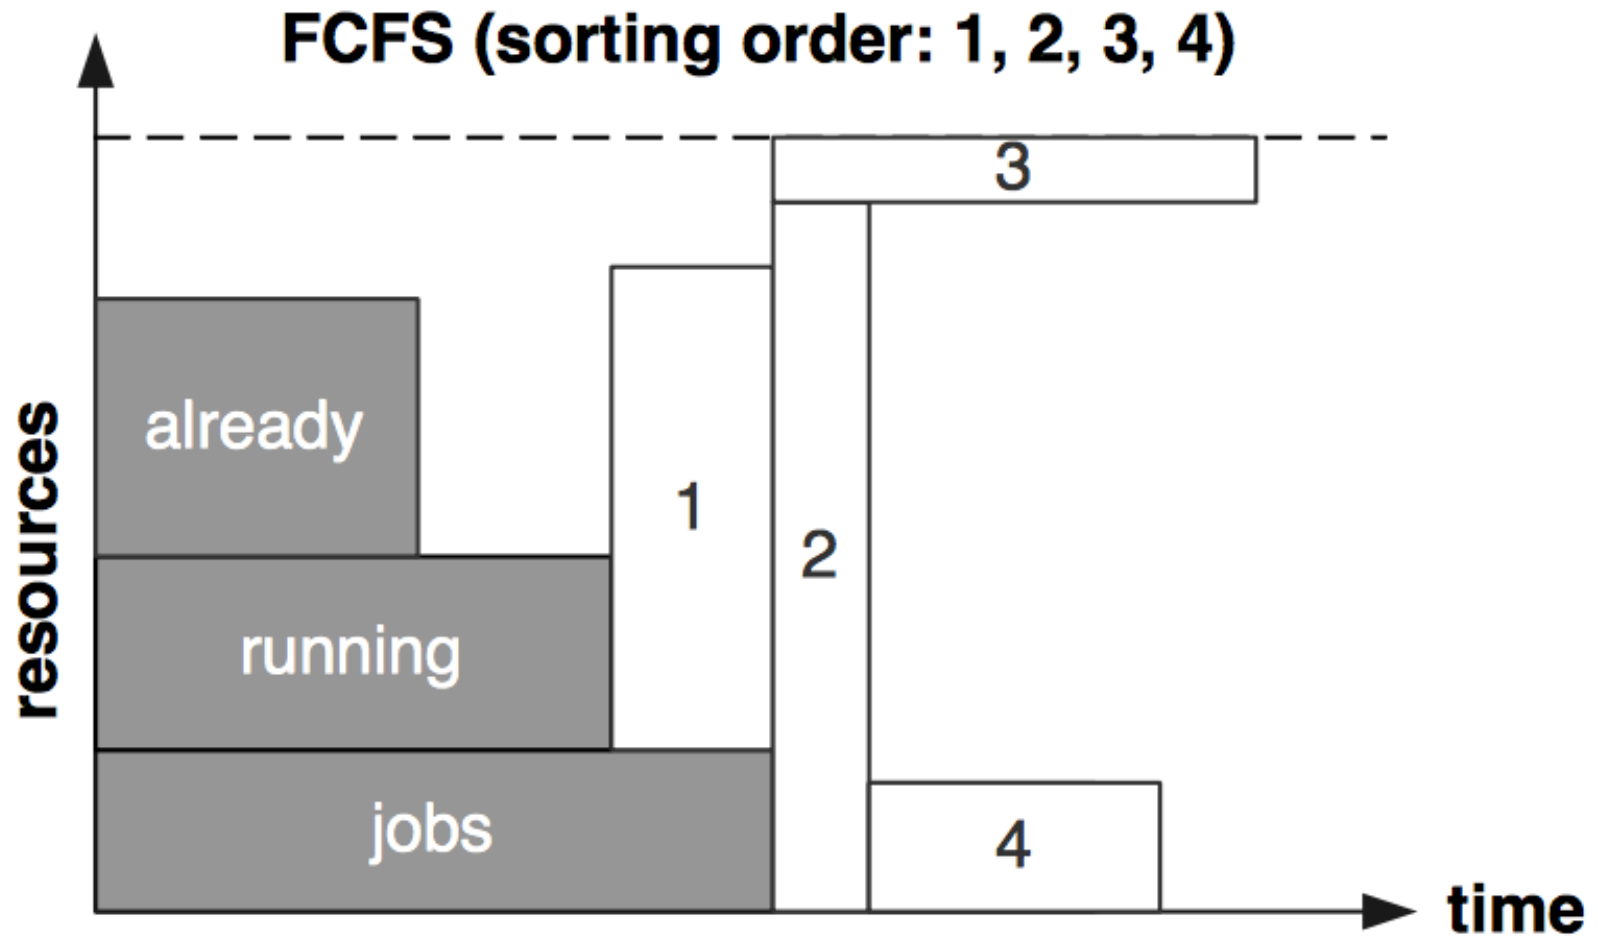 FCFS (sorting order: 1, 2, 3, 4)
3
already
1
2
running
jobs
4
resources
time